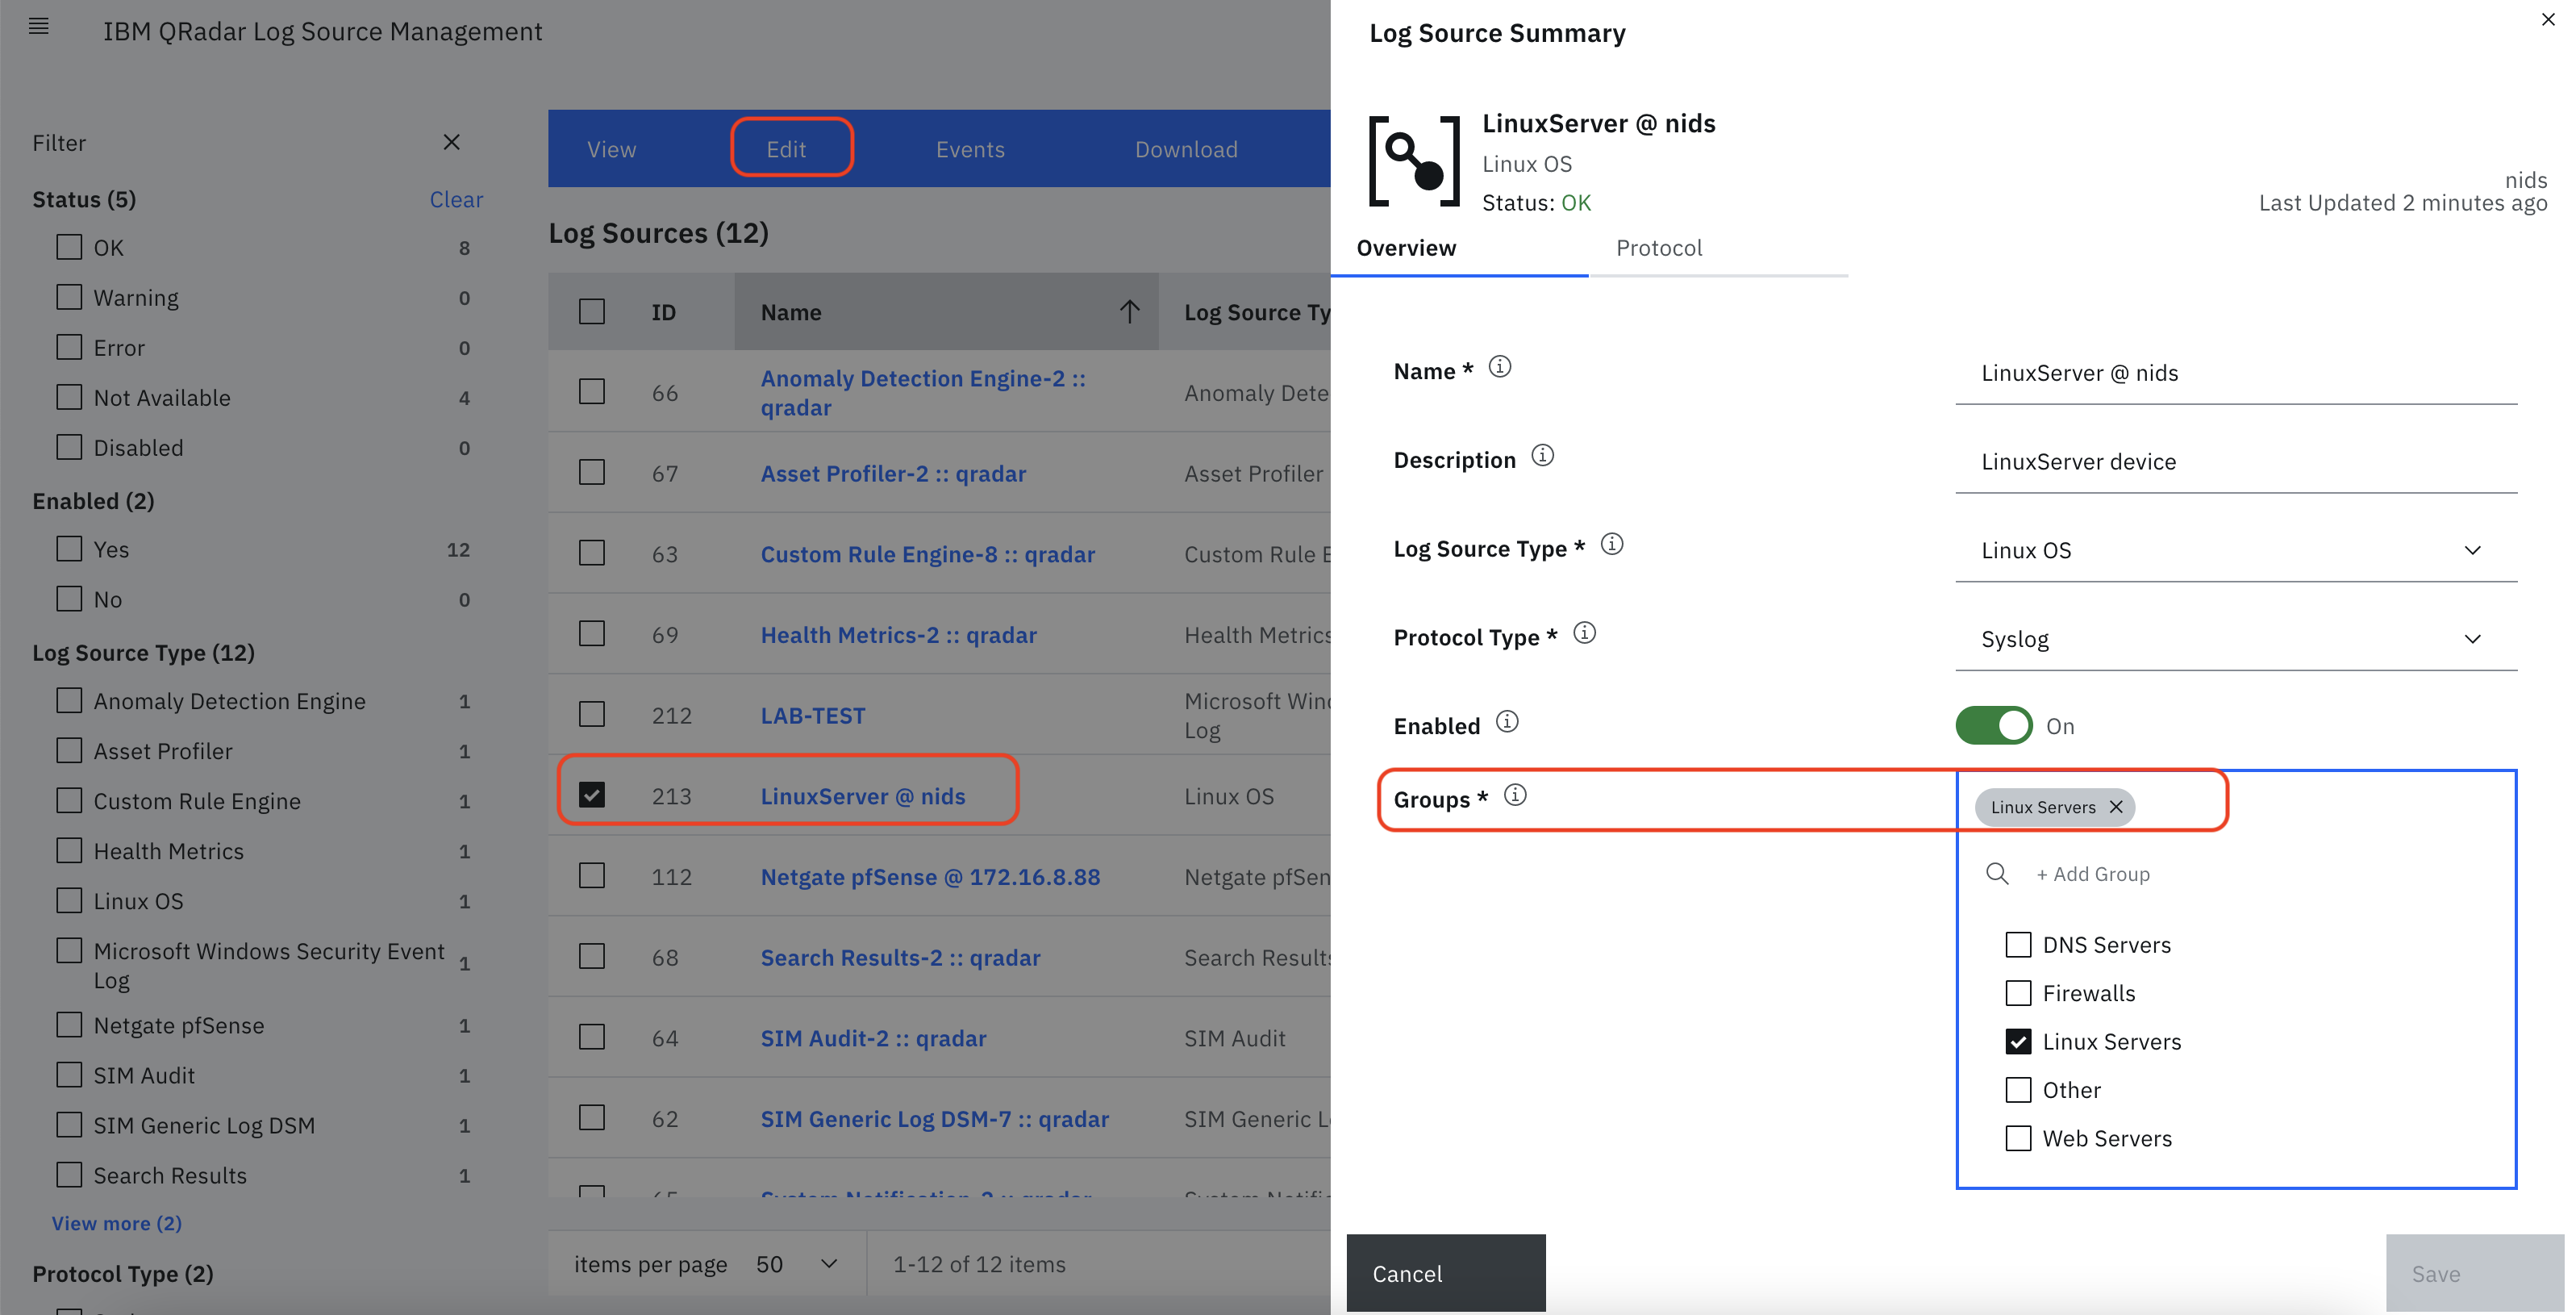 IBM QRadar Log Source Management
Filter
Status (5)
Clear
OK 8
Warning 0
Error 0
Not Available 4
Disabled 0
Enabled (2)
Yes 12
No 0
Log Source Type (12)
Anomaly Detection Engine 1
Asset Profiler 1
Custom Rule Engine 1
Health Metrics 1
Linux OS 1
Microsoft Windows Security Event
Log 1
Netgate pfSense 1
SIM Audit 1
SIM Generic Log DSM 1
Search Results 1
View more (2)
Protocol Type (2)
View Edit Events Download
Log Sources (12)
ID Name Log Source Ty
66 Anomaly Detection Engine-2 ::
qradar Anomaly Dete
67 Asset Profiler-2 :: qradar Asset Profiler
63 Custom Rule Engine-8 :: qradar Custom Rule E
69 Health Metrics-2 :: qradar Health Metrics
212 LAB-TEST Microsoft Wind
Log
213 LinuxServer @ nids Linux OS
112 Netgate pfSense @ 172.16.8.88 Netgate pfSen
68 Search Results-2 :: qradar Search Results
64 SIM Audit-2 :: qradar SIM Audit
62 SIM Generic Log DSM-7 :: qradar SIM Generic L
items per page 50 1-12 of 12 items
Log Source Summary
LinuxServer @ nids
Linux OS
Status: OK
nids
Last Updated 2 minutes ago
Overview Protocol
Name * LinuxServer @ nids
Description LinuxServer device
Log Source Type * Linux OS
Protocol Type * Syslog
Enabled On
Groups * Linux Servers
+ Add Group
DNS Servers
Firewalls
Linux Servers
Other
Web Servers
Cancel Save